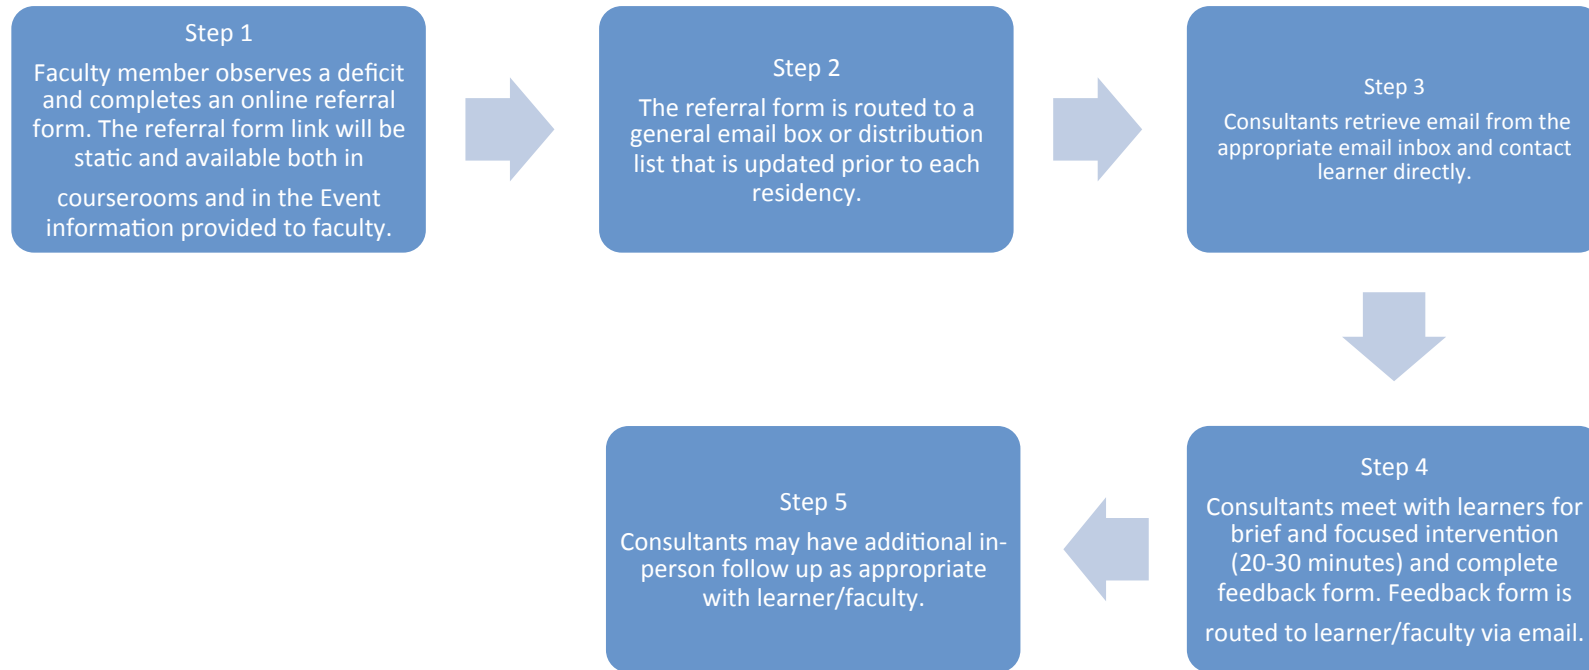 Step 1
Faculty member observes a deficit
and completes an online referral
form. The referral form link will be
static and available both in
courserooms and in the Event
information provided to faculty.
Step 2
The referral form is routed to a
general email box or distribution
list that is updated prior to each
residency.
Step 3
Consultants retrieve email from the
appropriate email inbox and contact
learner directly.
Step 4
Consultants meet with learners for
brief and focused intervention
(20-30 minutes) and complete
feedback form. Feedback form is
routed to learner/faculty via email.
Step 5
Consultants may have additional in-
person follow up as appropriate
with learner/faculty.